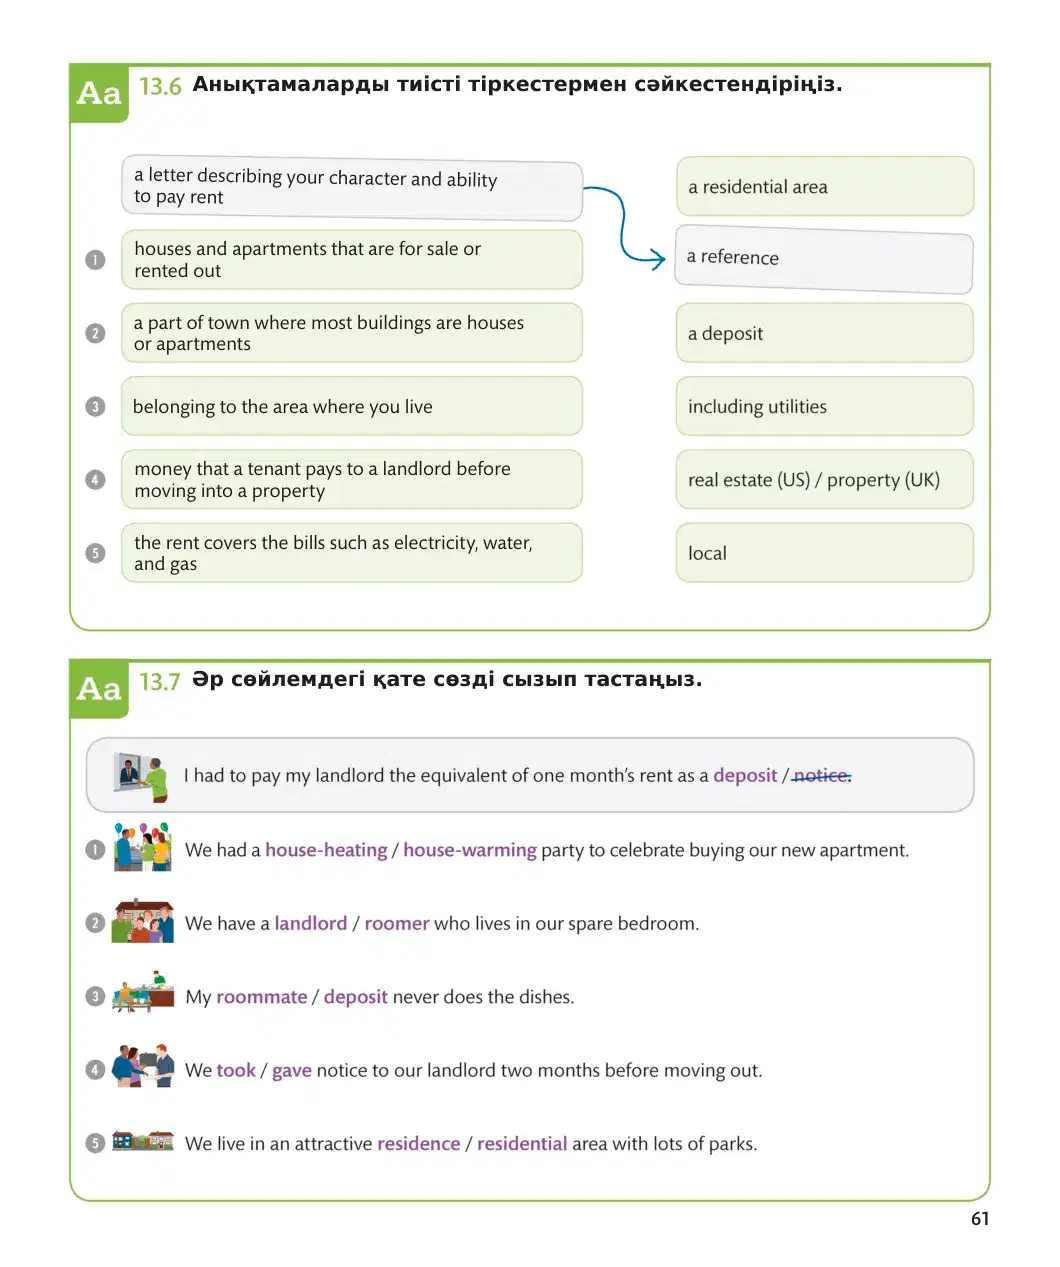 Aa 13.6 Анықтамаларды тиісті тіркестермен сәйкестендіріңіз.
a letter describing your character and ability
to pay rent
a residential area
a reference
1 houses and apartments that are for sale or
rented out
2 a part of town where most buildings are houses
or apartments
a deposit
3 belonging to the area where you live
including utilities
4 money that a tenant pays to a landlord before
moving into a property
real estate (US) / property (UK)
5 the rent covers the bills such as electricity, water,
and gas
local
Aa 13.7 Әр сөйлемдегі қате сөзді сызып тастаңыз.
I had to pay my landlord the equivalent of one month's rent as a deposit / notice.
1 We had a house-heating / house-warming party to celebrate buying our new apartment.
2 We have a landlord / roomer who lives in our spare bedroom.
3 My roommate / deposit never does the dishes.
4 We took / gave notice to our landlord two months before moving out.
5 We live in an attractive residence / residential area with lots of parks.
61